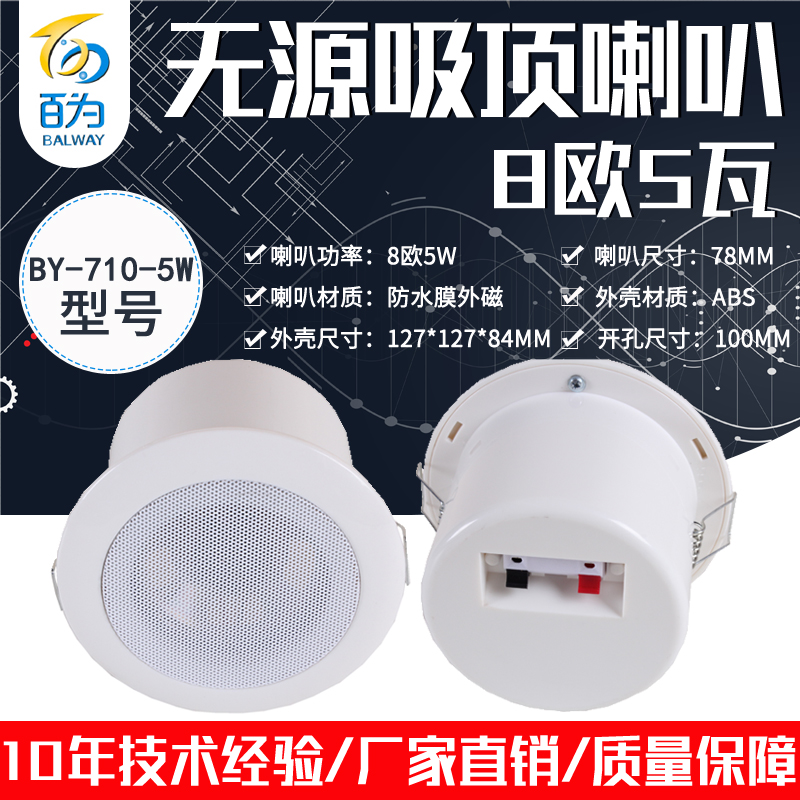 百为
BALWAY
无源吸顶喇叭
8欧5瓦
BY-710-5W
型号
喇叭功率：8欧5W
喇叭尺寸：78MM
喇叭材质：防水膜外磁
外壳材质：ABS
外壳尺寸：127*127*84MM
开孔尺寸：100MM
10年技术经验/厂家直销/质量保障